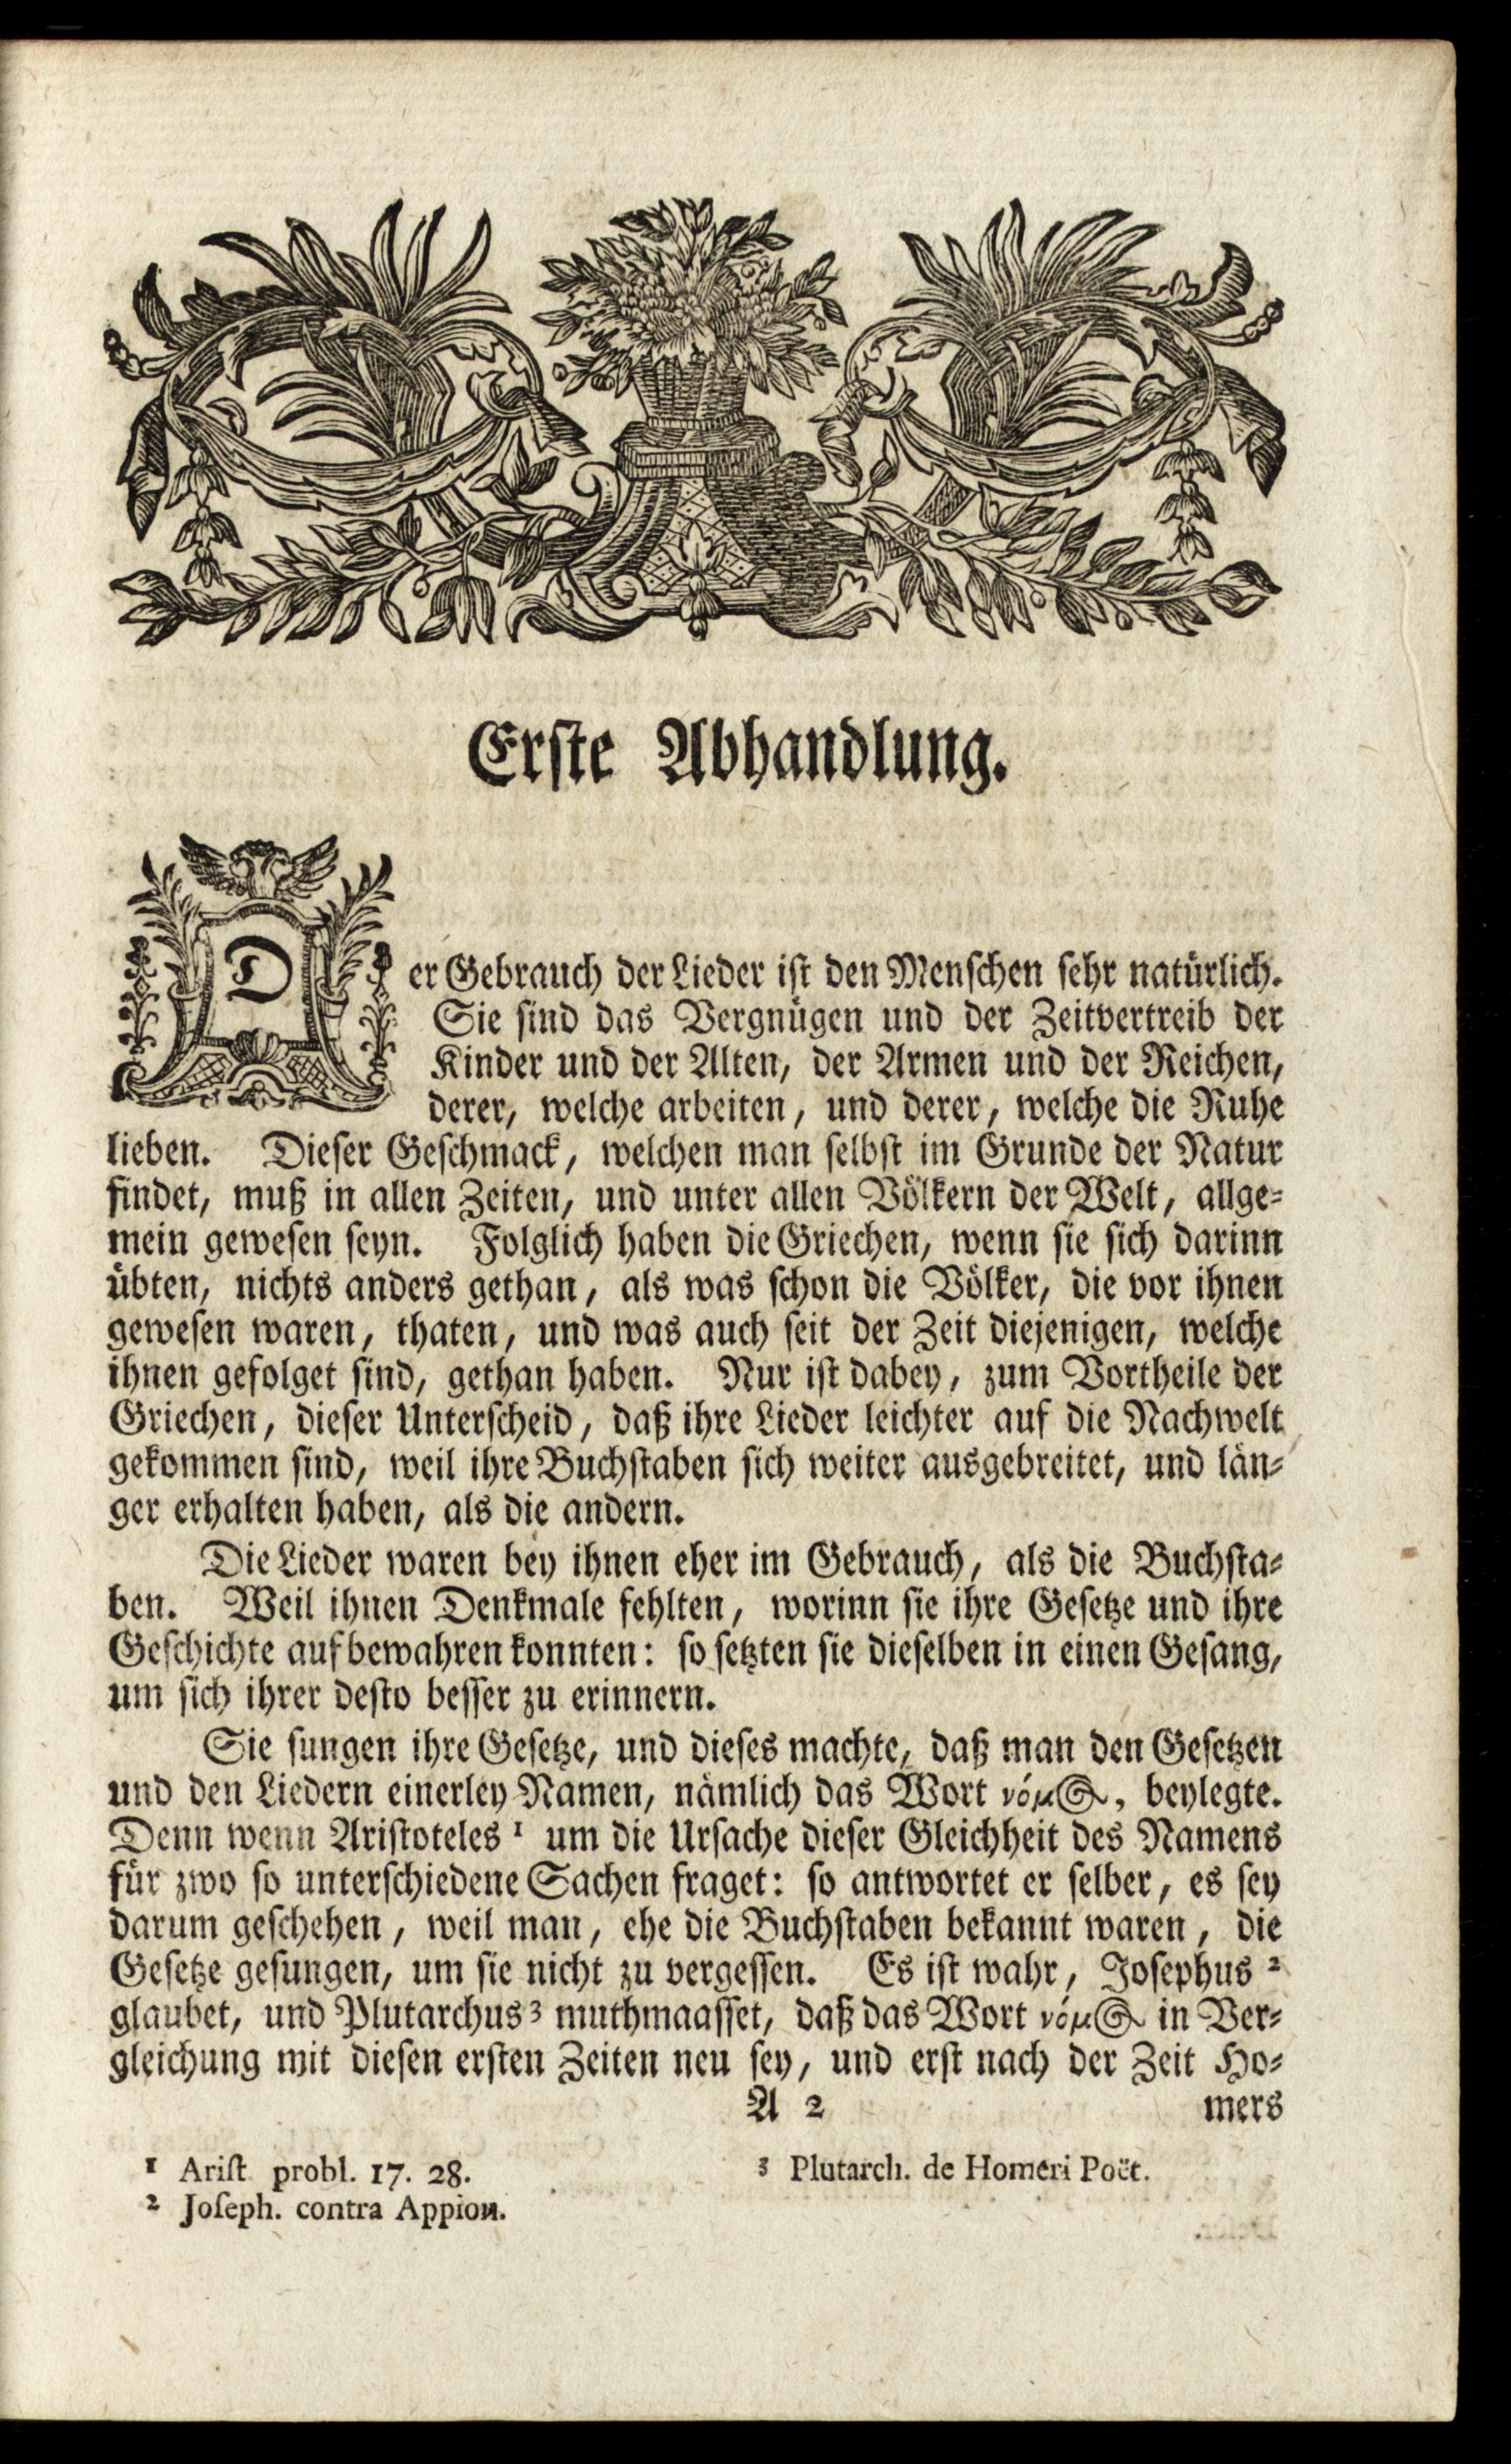 Erste Abhandlung.
Der Gebrauch der Lieder ist den Menschen sehr natürlich.
Sie sind das Vergnügen und der Zeitvertreib der
Kinder und der Alten, der Armen und der Reichen,
derer, welche arbeiten, und derer, welche die Ruhe
lieben. Dieser Geschmack, welchen man selbst im Grunde der Natur
findet, muß in allen Zeiten, und unter allen Völkern der Welt, allge-
mein gewesen seyn. Folglich haben die Griechen, wenn sie sich darinn
übten, nichts anders gethan, als was schon die Völker, die vor ihnen
gewesen waren, thaten, und was auch seit der Zeit diejenigen, welche
ihnen gefolget sind, gethan haben. Nur ist dabey, zum Vortheile der
Griechen, dieser Unterscheid, daß ihre Lieder leichter auf die Nachwelt
gekommen sind, weil ihre Buchstaben sich weiter ausgebreitet, und län-
ger erhalten haben, als die andern.
Die Lieder waren bey ihnen eher im Gebrauch, als die Buchsta-
ben. Weil ihnen Denkmale fehlten, worinn sie ihre Gesetze und ihre
Geschichte aufbewahren konnten: so setzten sie dieselben in einen Gesang,
um sich ihrer desto besser zu erinnern.
Sie sungen ihre Gesetze, und dieses machte, daß man den Gesetzen
und den Liedern einerley Namen, nämlich das Wort νόμος, beylegte.
Denn wenn Aristoteles ¹ um die Ursache dieser Gleichheit des Namens
für zwo so unterschiedene Sachen fraget: so antwortet er selber, es sey
darum geschehen, weil man, ehe die Buchstaben bekannt waren, die
Gesetze gesungen, um sie nicht zu vergessen. Es ist wahr, Josephus ²
glaubet, und Plutarchus ³ muthmaasset, daß das Wort νόμος in Ver-
gleichung mit diesen ersten Zeiten neu sey, und erst nach der Zeit Ho-
A 2 mers
¹ Arist probl. 17. 28.
² Joseph. contra Appion.
³ Plutarch. de Homeri Poët.